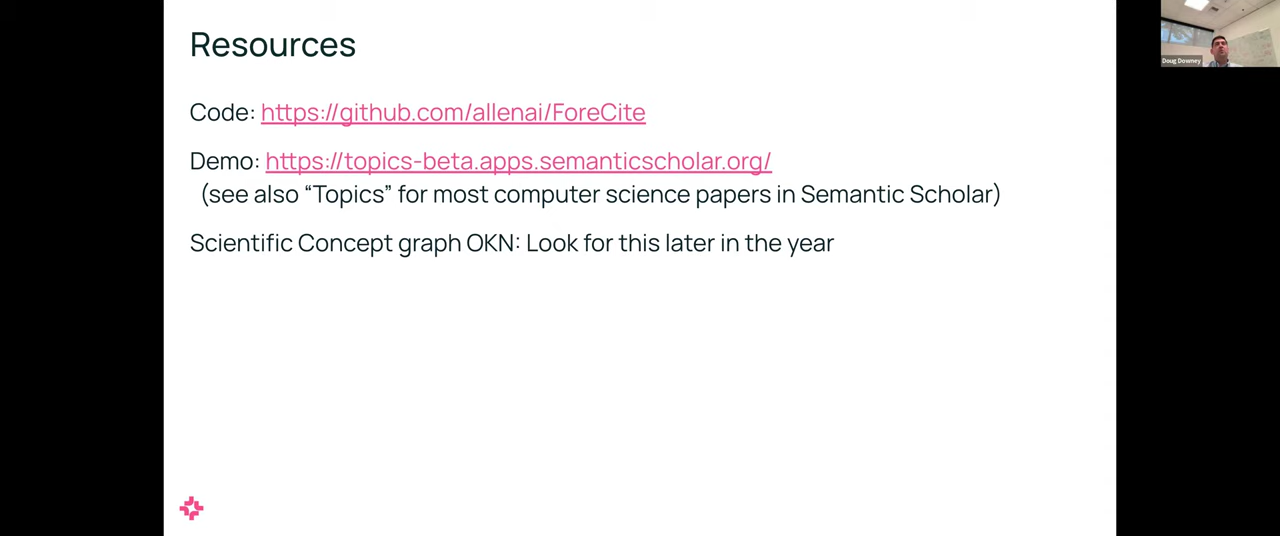 Resources
Code: https://github.com/allenai/ForeCite
Demo: https://topics-beta.apps.semanticscholar.org/
(see also “Topics” for most computer science papers in Semantic Scholar)
Scientific Concept graph OKN: Look for this later in the year
Doug Downey